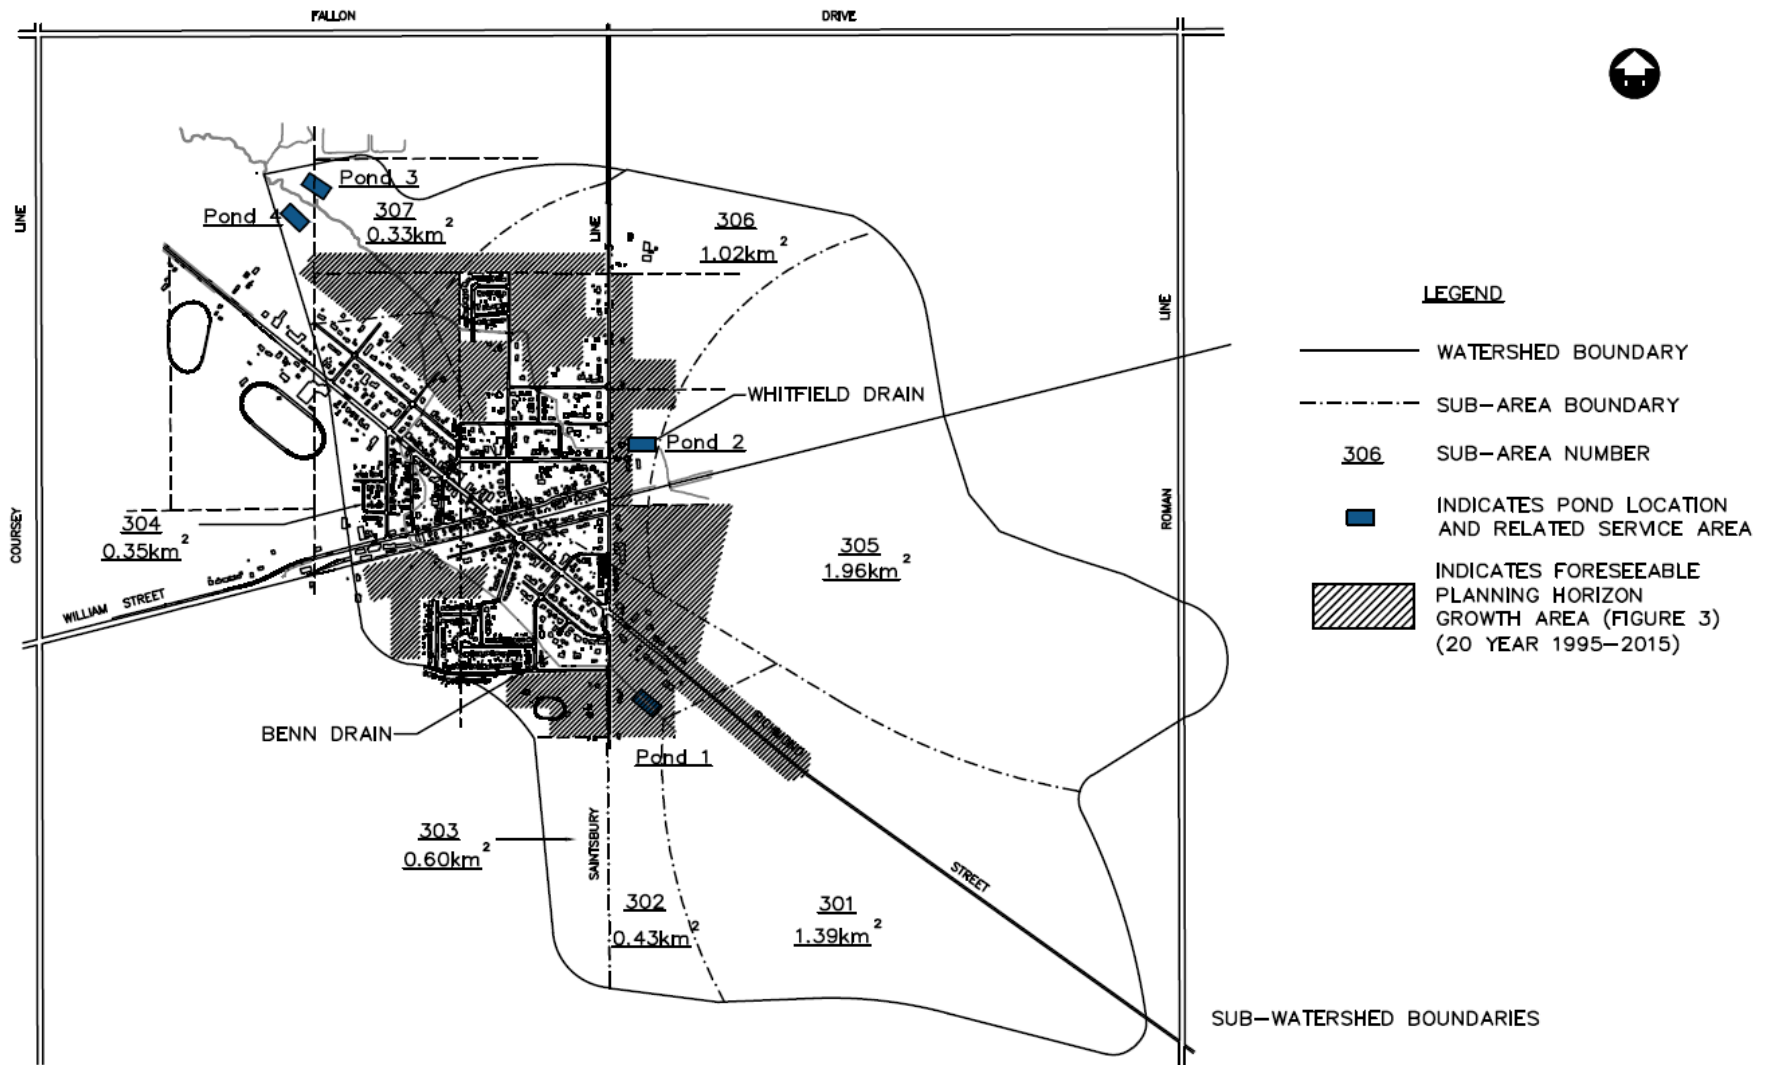 FALLON
DRIVE
LINE
Pond 3
Pond 4
307
0.33km²
LINE
306
1.02km²
LINE
LEGEND
WATERSHED BOUNDARY
SUB-AREA BOUNDARY
306 SUB-AREA NUMBER
INDICATES POND LOCATION
AND RELATED SERVICE AREA
INDICATES FORESEEABLE
PLANNING HORIZON
GROWTH AREA (FIGURE 3)
(20 YEAR 1995-2015)
WHITFIELD DRAIN
Pond 2
ROMAN
COURSEY
304
0.35km²
305
1.96km²
WILLIAM STREET
BENN DRAIN
RICHMOND
Pond 1
303
0.60km²
SAINTSBURY
STREET
302
0.43km²
301
1.39km²
SUB-WATERSHED BOUNDARIES